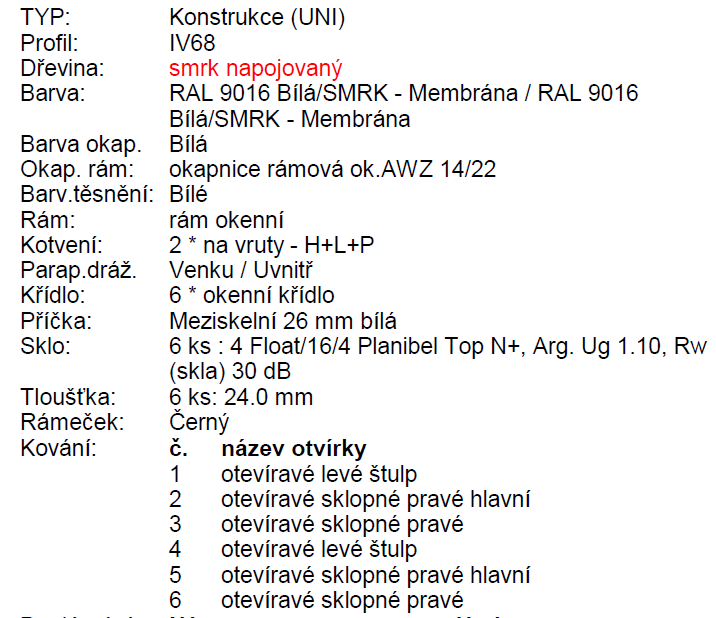 TYP: Konstrukce (UNI)
Profil: IV68
Dřevina: smrk napojovaný
Barva: RAL 9016 Bílá/SMRK - Membrána / RAL 9016
Bílá/SMRK - Membrána
Barva okap. Bílá
Okap. rám: okapnice rámová ok.AWZ 14/22
Barv.těsnění: Bílé
Rám: rám okenní
Kotvení: 2 * na vruty - H+L+P
Parap.dráž. Venku / Uvnitř
Křídlo: 6 * okenní křídlo
Příčka: Meziskelní 26 mm bílá
Sklo: 6 ks : 4 Float/16/4 Planibel Top N+, Arg. Ug 1.10, Rw
(skla) 30 dB
Tloušťka: 6 ks: 24.0 mm
Rámeček: Černý
Kování: č. název otvírky
1 otevíravé levé štulp
2 otevíravé sklopné pravé hlavní
3 otevíravé sklopné pravé
4 otevíravé levé štulp
5 otevíravé sklopné pravé hlavní
6 otevíravé sklopné pravé